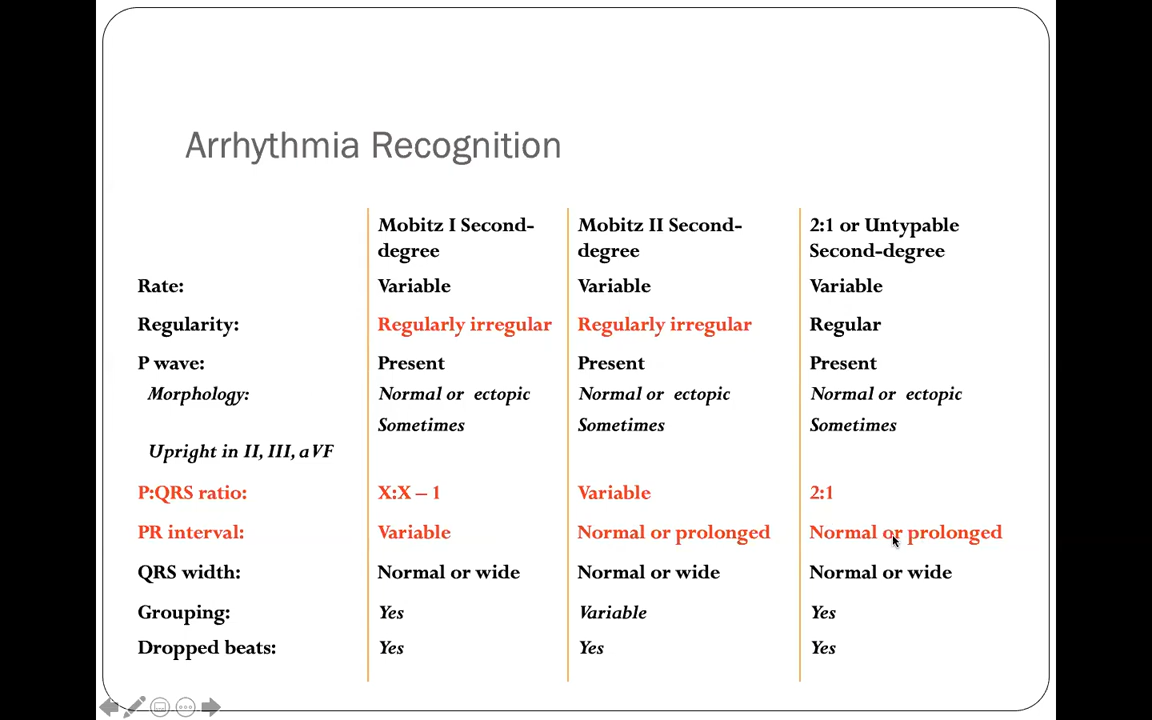 Arrhythmia Recognition
Mobitz I Second-degree Mobitz II Second-degree 2:1 or Untypable Second-degree
Rate: Variable Variable Variable
Regularity: Regularly irregular Regularly irregular Regular
P wave: Present Present Present
Morphology: Normal or ectopic Normal or ectopic Normal or ectopic
Sometimes Sometimes Sometimes
Upright in II, III, aVF
P:QRS ratio: X:X – 1 Variable 2:1
PR interval: Variable Normal or prolonged Normal or prolonged
QRS width: Normal or wide Normal or wide Normal or wide
Grouping: Yes Variable Yes
Dropped beats: Yes Yes Yes